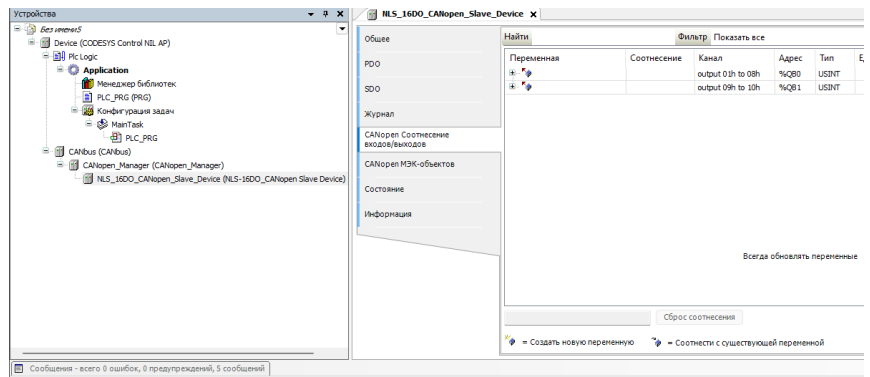 Устройства
Без имени5
Device (CODESYS Control NIL AP)
Plc Logic
Application
Менеджер библиотек
PLC_PRG (PRG)
Конфигурация задач
MainTask
PLC_PRG
CANbus (CANbus)
CANopen_Manager (CANopen_Manager)
NLS_16DO_CANopen_Slave_Device (NLS-16DO_CANopen Slave Device)
NLS_16DO_CANopen_Slave_Device
Общее
PDO
SDO
Журнал
CANopen Соотнесение
входов/выходов
CANopen МЭК-объектов
Состояние
Информация
Найти Фильтр Показать все
Переменная Соотнесение Канал Адрес Тип
output 01h to 08h %QB0 USINT
output 09h to 10h %QB1 USINT
Всегда обновлять переменные
Сброс соотнесения
= Создать новую переменную = Соотнести с существующей переменной
Сообщения - всего 0 ошибок, 0 предупреждений, 5 сообщений